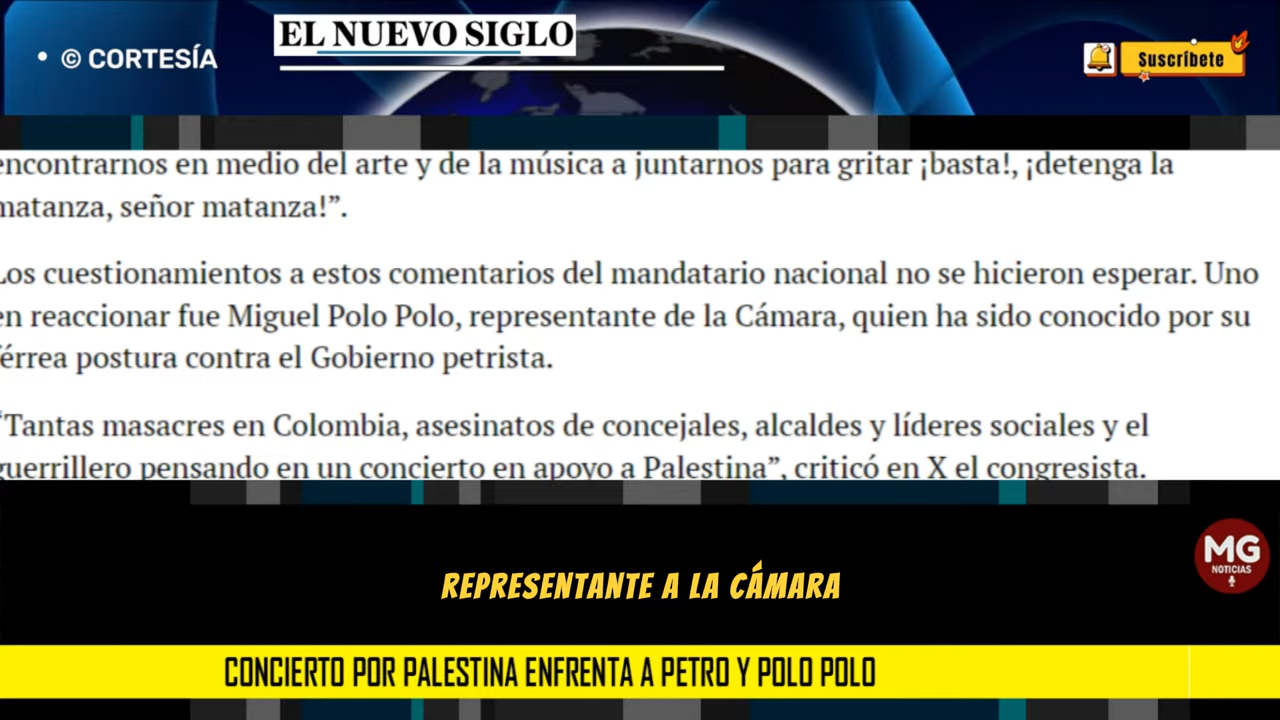 • © CORTESÍA
EL NUEVO SIGLO
Suscríbete
encontrarnos en medio del arte y de la música a juntarnos para gritar ¡basta!, ¡detenga la
matanza, señor matanza!”.
Los cuestionamientos a estos comentarios del mandatario nacional no se hicieron esperar. Uno
en reaccionar fue Miguel Polo Polo, representante de la Cámara, quien ha sido conocido por su
férrea postura contra el Gobierno petrista.
“Tantas masacres en Colombia, asesinatos de concejales, alcaldes y líderes sociales y el
guerrillero pensando en un concierto en apoyo a Palestina”, criticó en X el congresista.
MG
NOTICIAS
REPRESENTANTE A LA CÁMARA
CONCIERTO POR PALESTINA ENFRENTA A PETRO Y POLO POLO